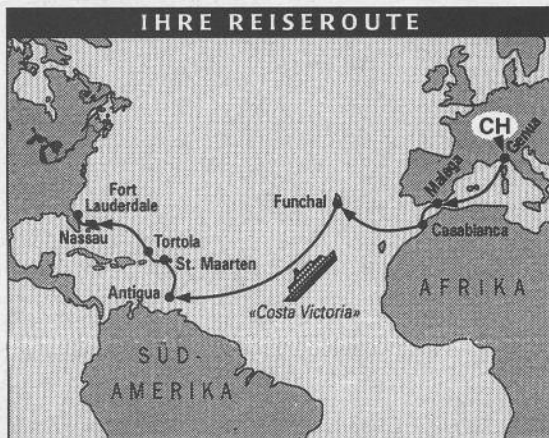 IHRE REISEROUTE
CH
Genua
Malaga
Fort
Lauderdale
Funchal
Nassau
Tortola
Casablanca
St. Maarten
Antigua
«Costa Victoria»
AFRIKA
SÜD-
AMERIKA